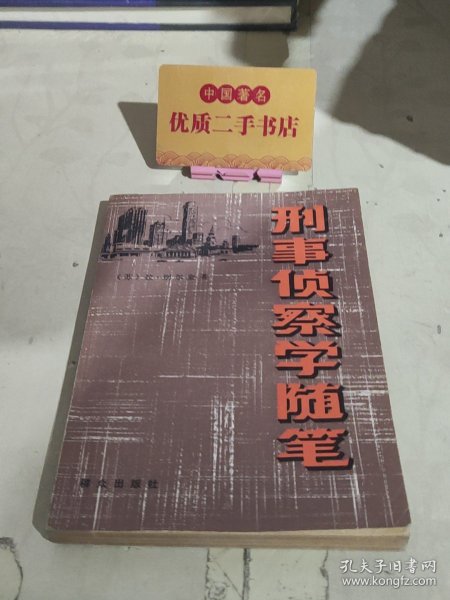 中国著名
优质二手书店
刑事侦察学随笔
群众出版社
孔夫子旧书网
www.kongfz.com